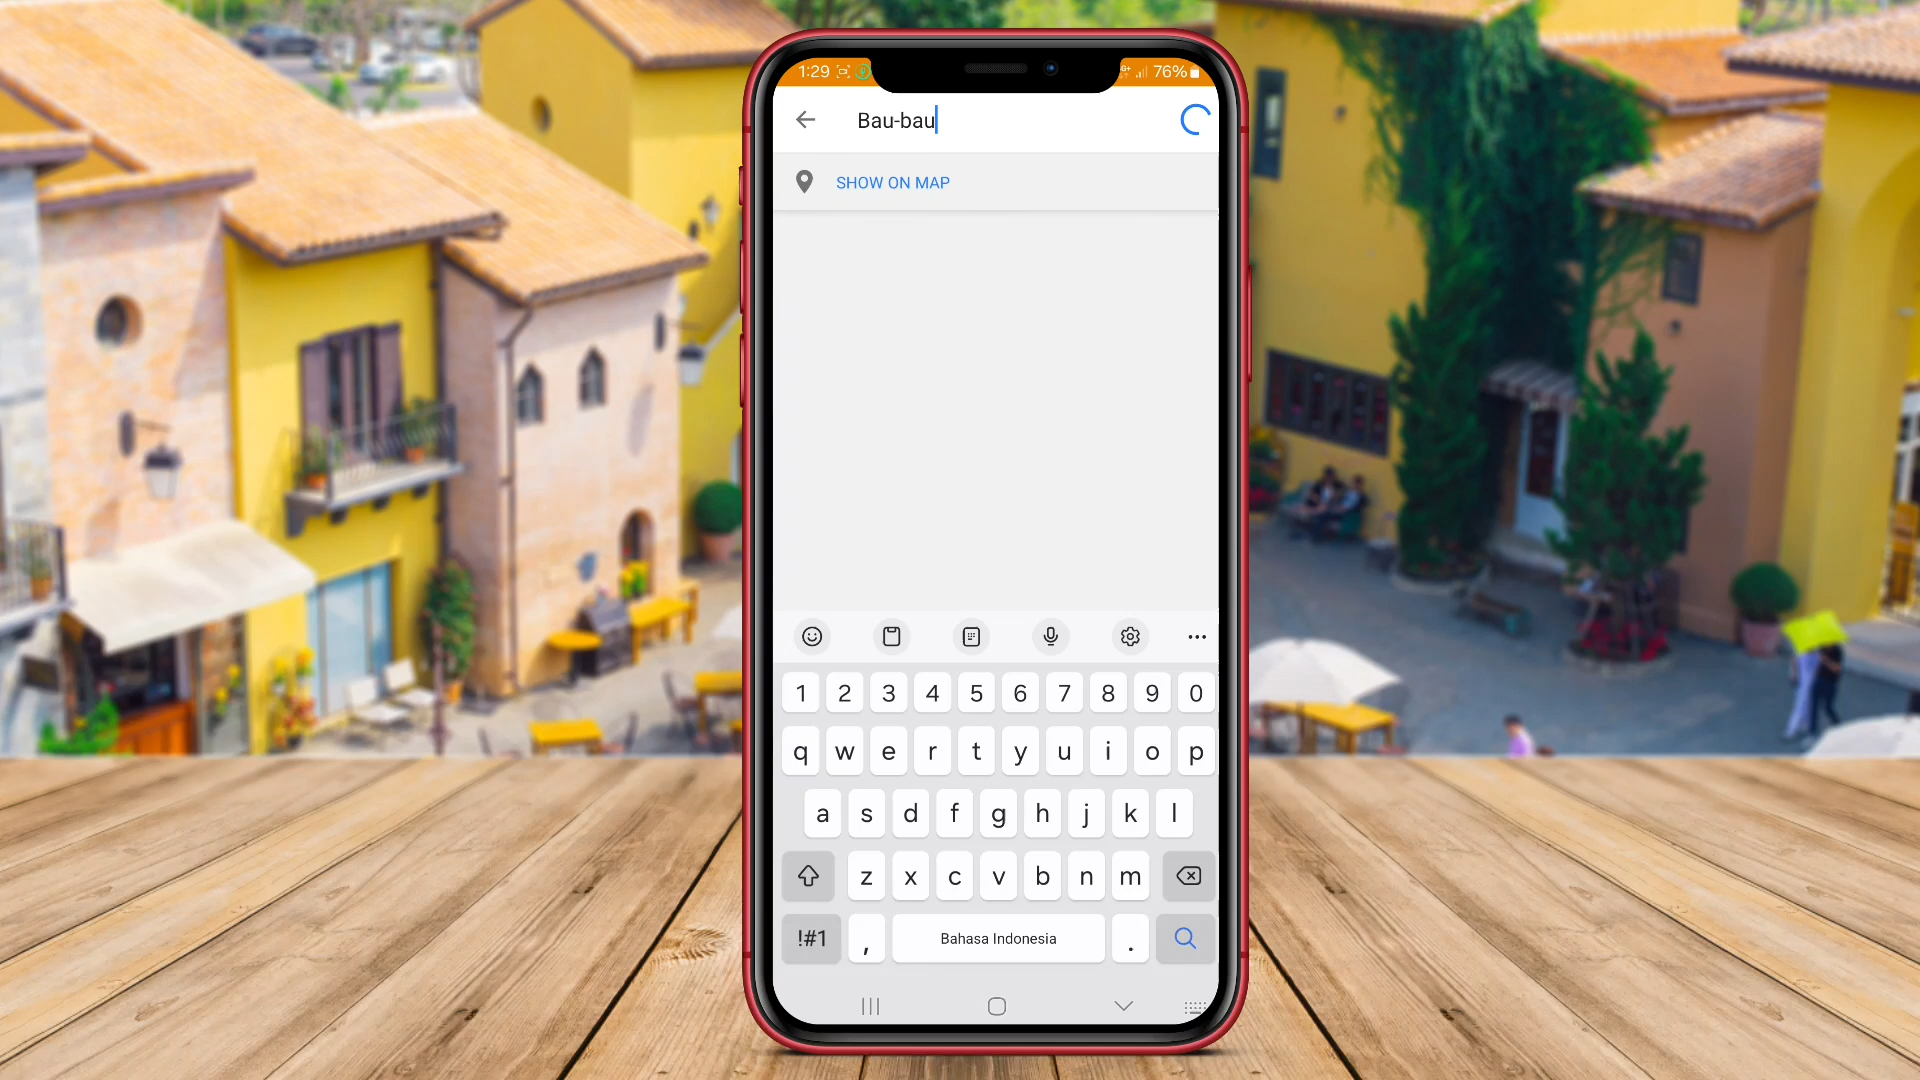 1:29
76%
Bau-bau
SHOW ON MAP
1 2 3 4 5 6 7 8 9 0
q w e r t y u i o p
a s d f g h j k l
z x c v b n m
!#1 , Bahasa Indonesia .